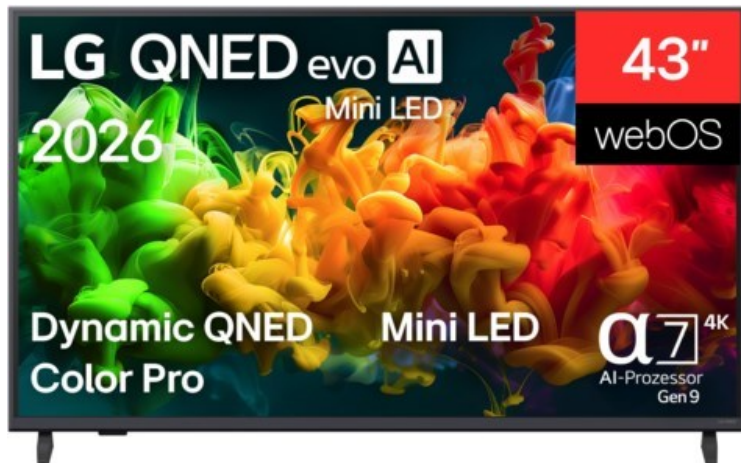 LG QNED evo AI
Mini LED
2026
43"
webOS
Dynamic QNED
Color Pro
Mini LED
α7 4K
AI-Prozessor
Gen 9